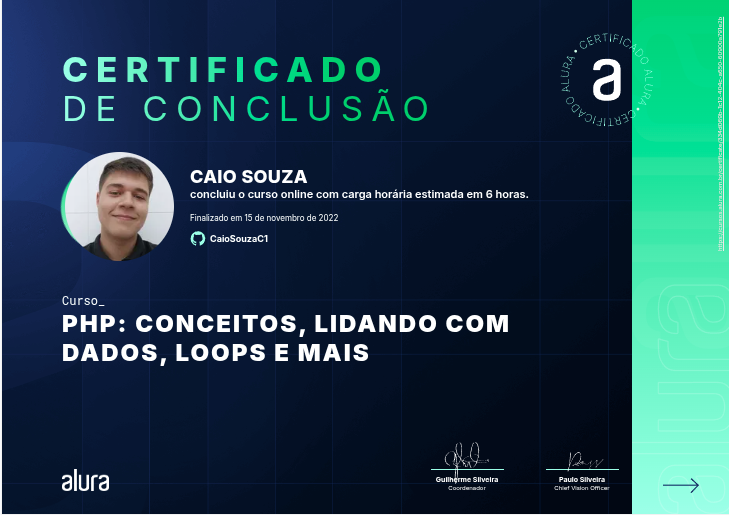 CERTIFICADO
DE CONCLUSÃO
CERTIFICADO ALURA • CERTIFICADO ALURA •
a
CAIO SOUZA
concluiu o curso online com carga horária estimada em 6 horas.
Finalizado em 15 de novembro de 2022
CaioSouzaC1
Curso_
PHP: CONCEITOS, LIDANDO COM
DADOS, LOOPS E MAIS
alura
Guilherme Silveira
Coordenador
Paulo Silveira
Chief Vision Officer
alura